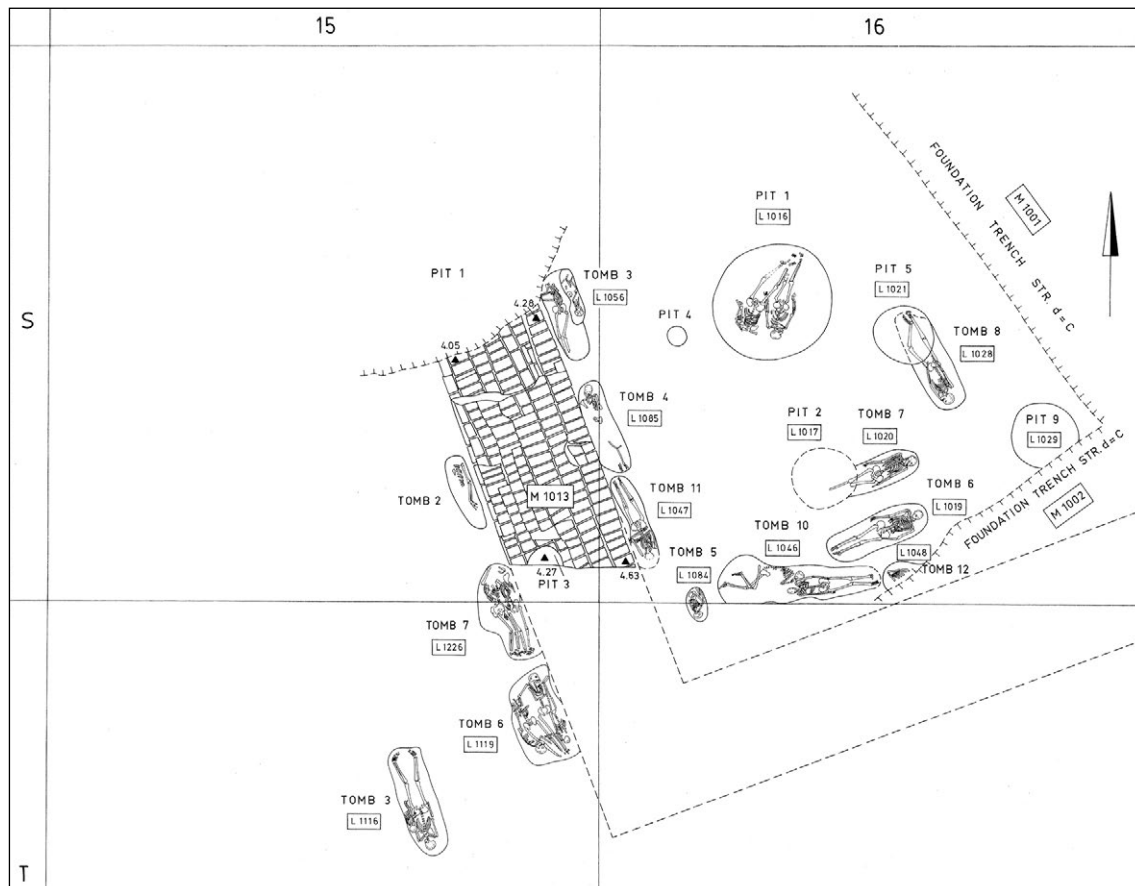 15
16
S
T
PIT 1
L 1016
FOUNDATION TRENCH STR. d = C
M 1001
PIT 1
TOMB 3
L 1056
4.28
4.05
PIT 4
PIT 5
L 1021
TOMB 8
L 1028
TOMB 4
L 1085
PIT 2
L 1017
TOMB 7
L 1020
PIT 9
L 1029
FOUNDATION TRENCH STR. d = C
M 1002
TOMB 2
M 1013
TOMB 11
L 1047
TOMB 6
L 1019
TOMB 10
L 1046
L 1048
TOMB 12
TOMB 5
L 1084
4.27
PIT 3
4.63
TOMB 7
L 1226
TOMB 6
L 1119
TOMB 3
L 1116